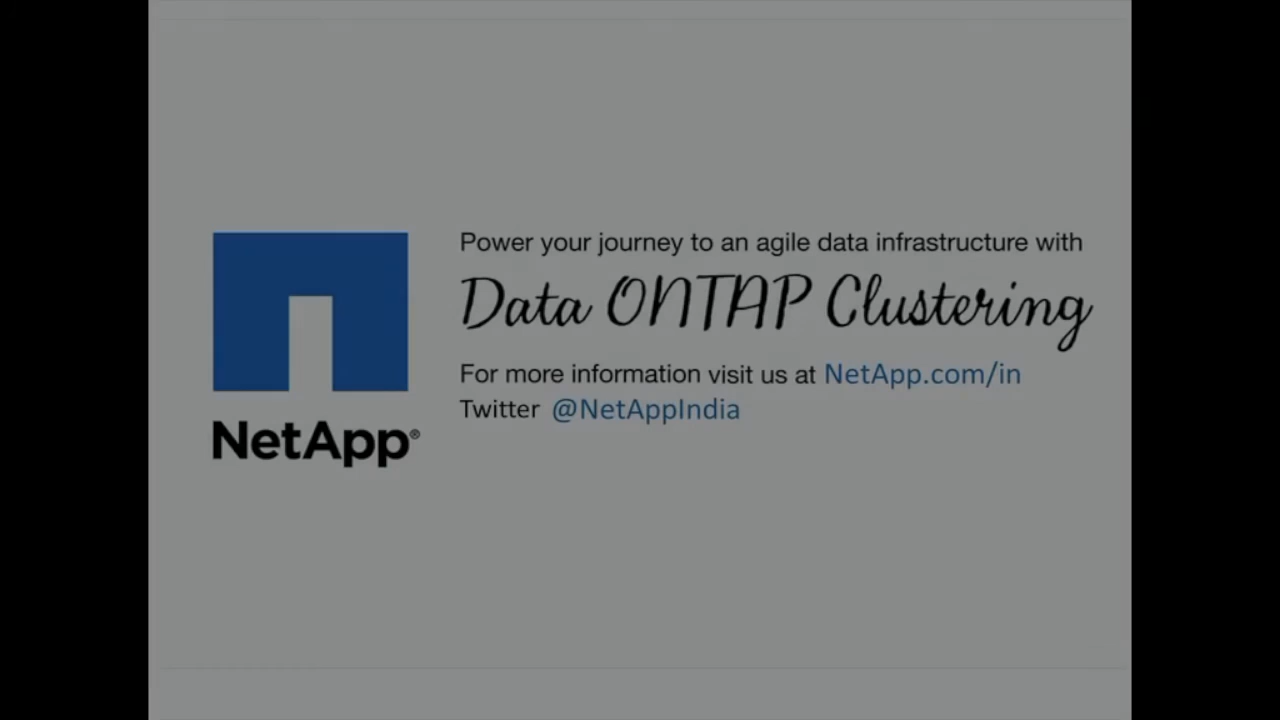 Power your journey to an agile data infrastructure with
Data ONTAP Clustering
For more information visit us at NetApp.com/in
Twitter @NetAppIndia
NetApp®